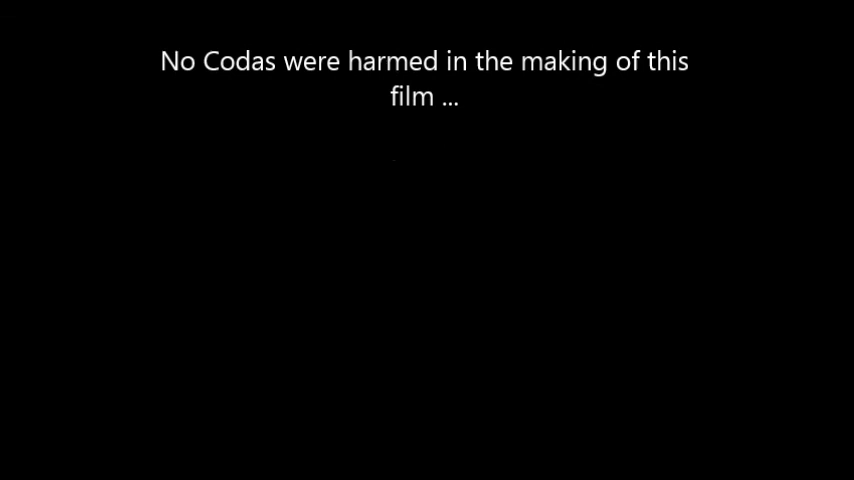 No Codas were harmed in the making of this
film ...